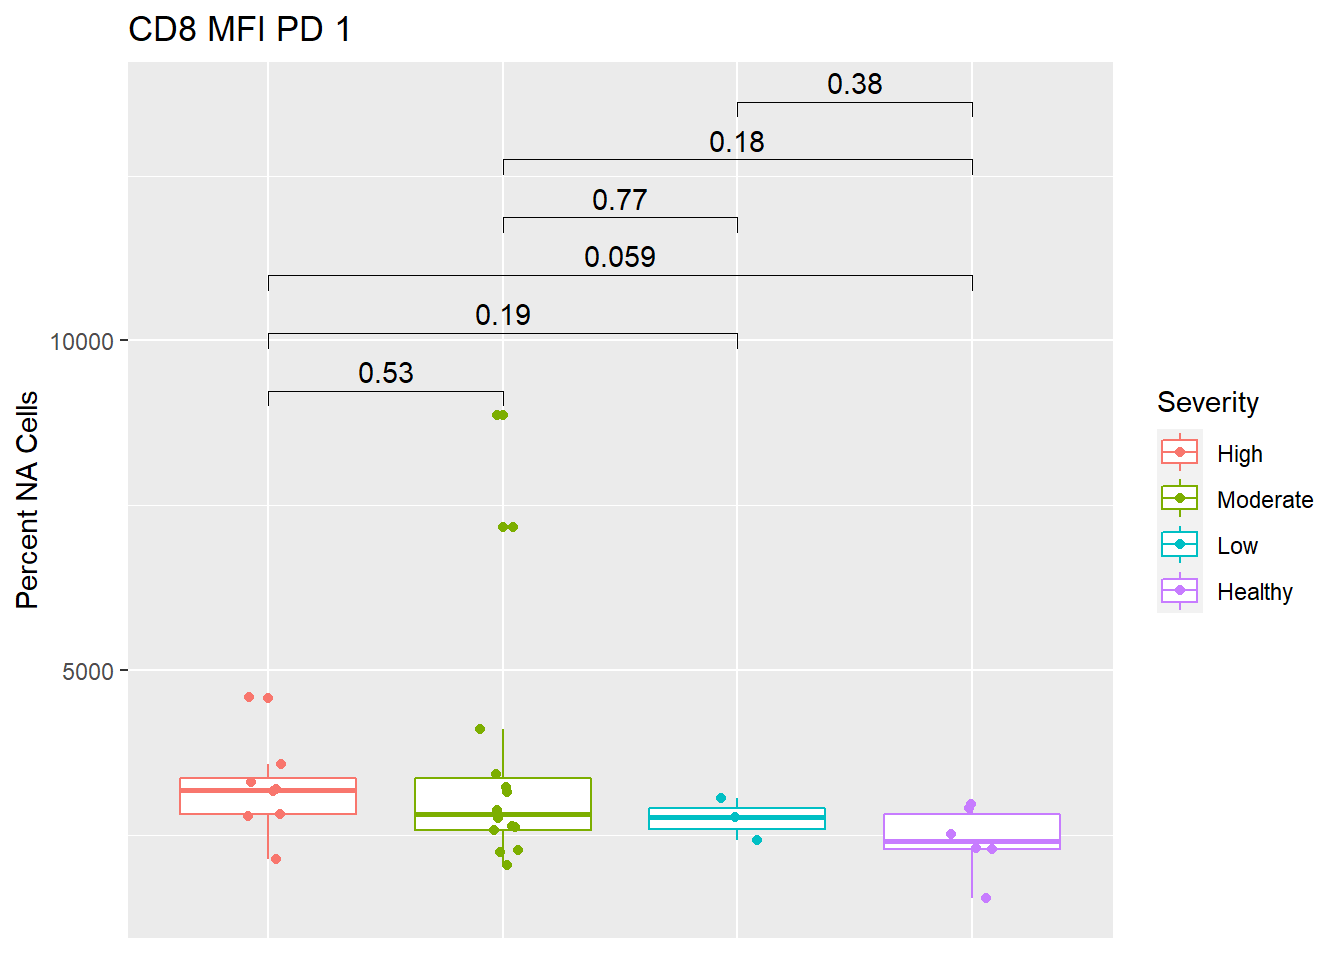 CD8 MFI PD 1
0.38
0.18
0.77
0.059
0.19
0.53
10000
5000
Percent NA Cells
Severity
High
Moderate
Low
Healthy